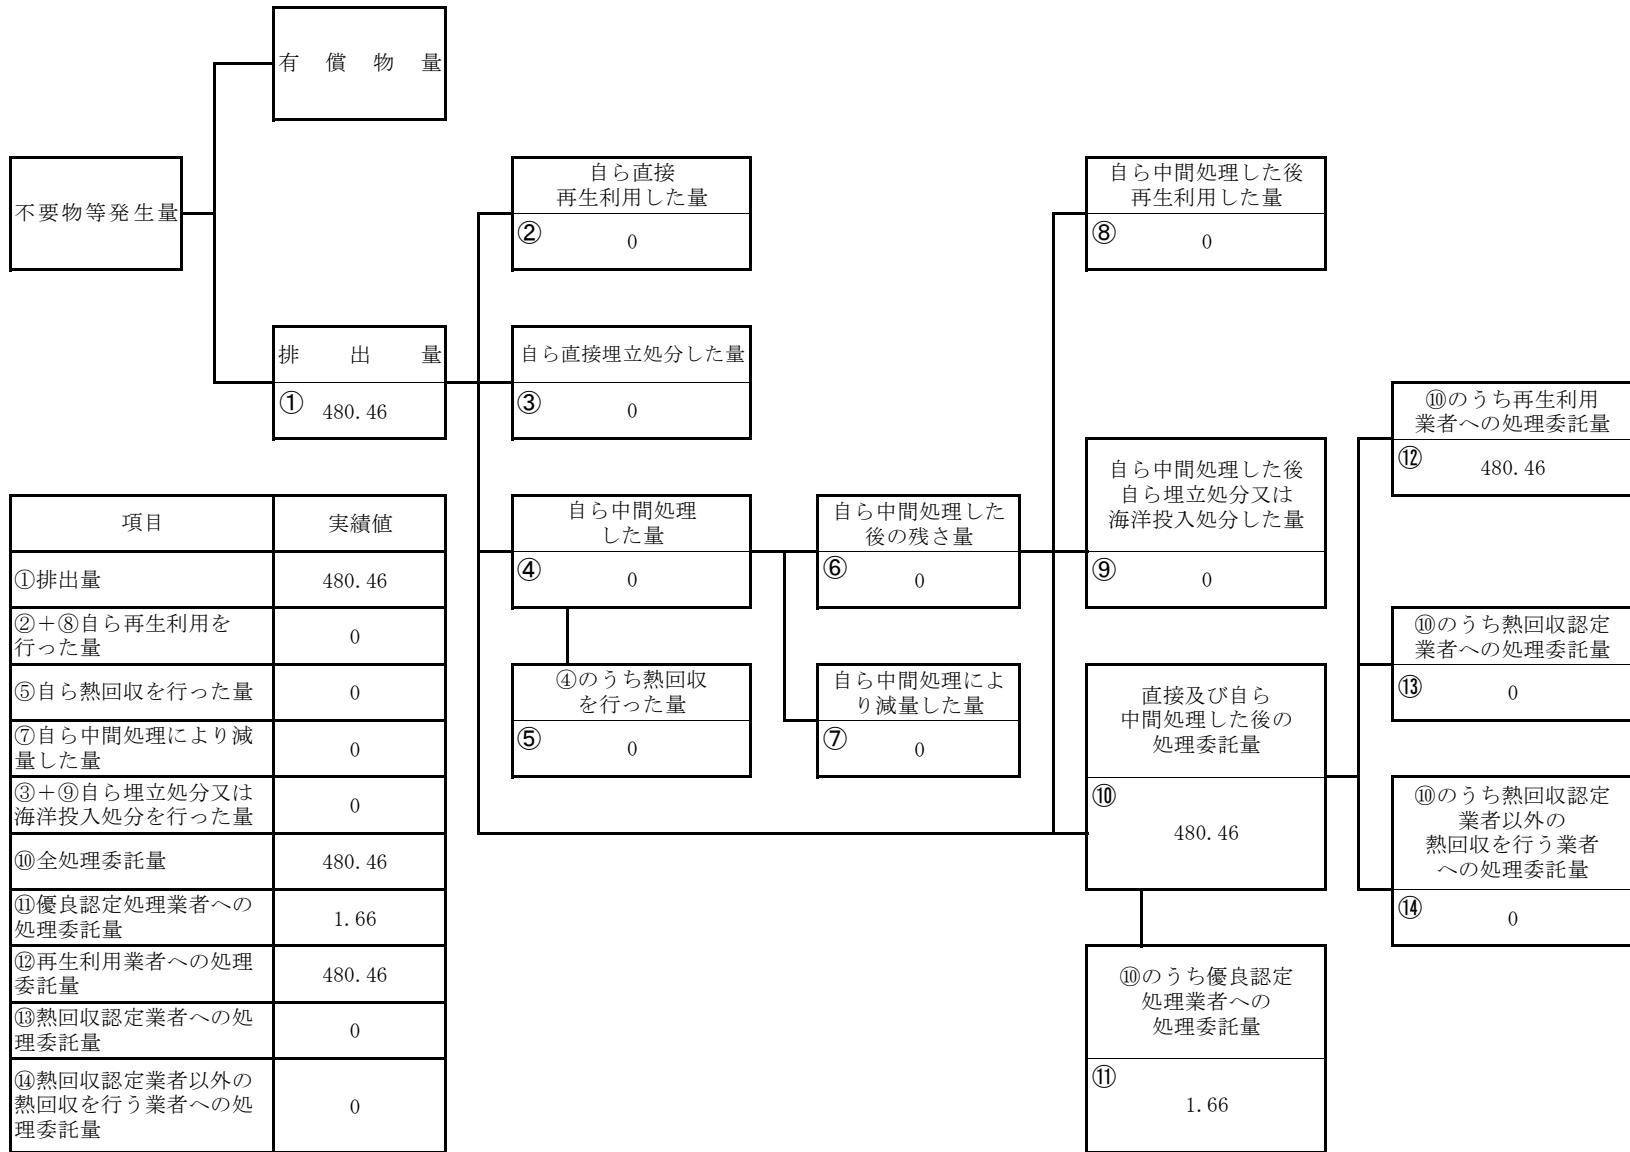 有償物量
不要物等発生量
排出量
① 480.46
自ら直接
再生利用した量
② 0
自ら直接埋立処分した量
③ 0
自ら中間処理
した量
④ 0
④のうち熱回収
を行った量
⑤ 0
自ら中間処理した
後の残さ量
⑥ 0
自ら中間処理によ
り減量した量
⑦ 0
自ら中間処理した後
再生利用した量
⑧ 0
自ら中間処理した後
自ら埋立処分又は
海洋投入処分した量
⑨ 0
直接及び自ら
中間処理した後の
処理委託量
⑩
480.46
⑩のうち優良認定
処理業者への
処理委託量
⑪
1.66
⑩のうち再生利用
業者への処理委託量
⑫ 480.46
⑩のうち熱回収認定
業者への処理委託量
⑬ 0
⑩のうち熱回収認定
業者以外の
熱回収を行う業者
への処理委託量
⑭ 0
項目 実績値
①排出量 480.46
②＋⑧自ら再生利用を
行った量 0
⑤自ら熱回収を行った量 0
⑦自ら中間処理により減
量した量 0
③＋⑨自ら埋立処分又は
海洋投入処分を行った量 0
⑩全処理委託量 480.46
⑪優良認定処理業者への
処理委託量 1.66
⑫再生利用業者への処理
委託量 480.46
⑬熱回収認定業者への処
理委託量 0
⑭熱回収認定業者以外の
熱回収を行う業者への処
理委託量 0